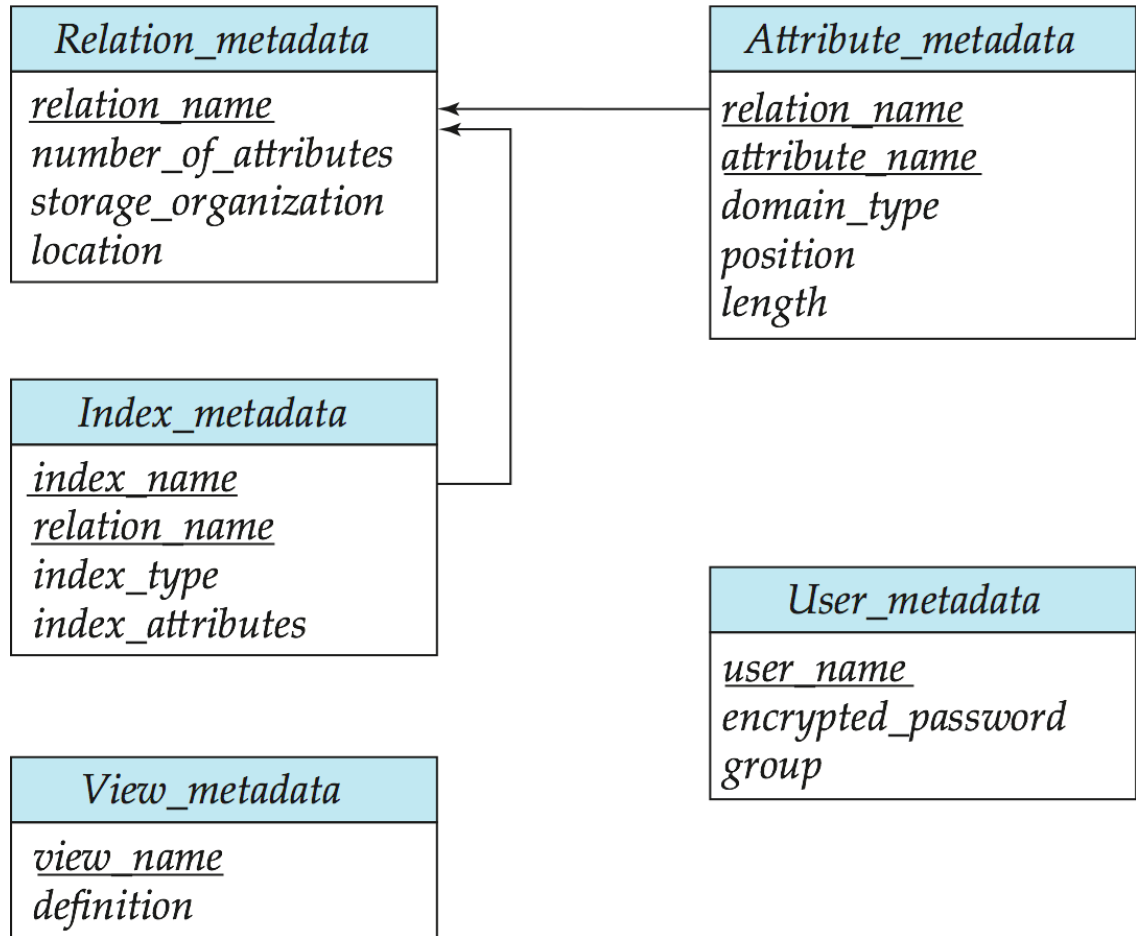 Relation_metadata
relation_name
number_of_attributes
storage_organization
location
Attribute_metadata
relation_name
attribute_name
domain_type
position
length
Index_metadata
index_name
relation_name
index_type
index_attributes
User_metadata
user_name
encrypted_password
group
View_metadata
view_name
definition